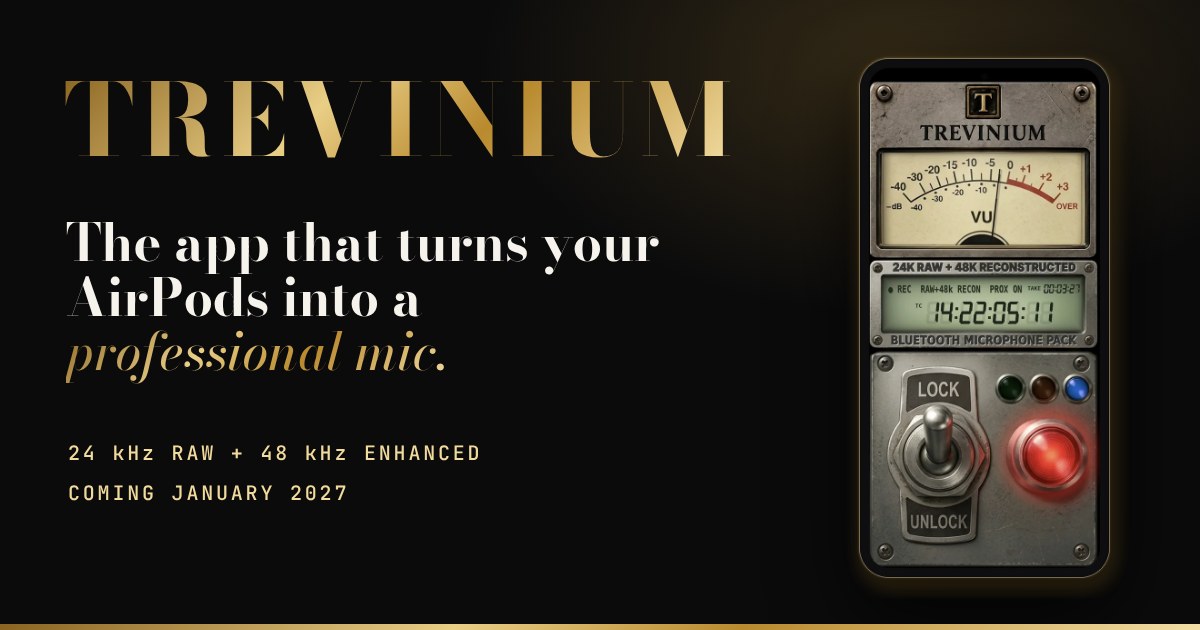 TREVINIUM
The app that turns your
AirPods into a
professional mic.
24 kHz RAW + 48 kHz ENHANCED
COMING JANUARY 2027
T
TREVINIUM
-40 -30 -20 -15 -10 -5 0 +1 +2 +3
-dB -40 -30 -20 -10 OVER
VU
24K RAW + 48K RECONSTRUCTED
REC RAW+48k RECON PROX ON TAKE 00:03:27
TC 14:22:05:11
BLUETOOTH MICROPHONE PACK
LOCK
UNLOCK